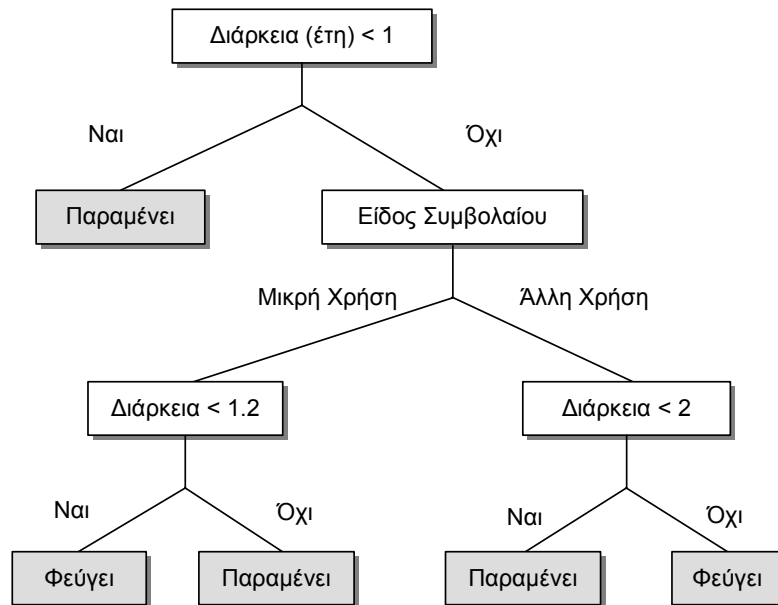 Διάρκεια (έτη) < 1
Ναι
Όχι
Παραμένει
Είδος Συμβολαίου
Μικρή Χρήση
Άλλη Χρήση
Διάρκεια < 1.2
Διάρκεια < 2
Ναι
Όχι
Ναι
Όχι
Φεύγει
Παραμένει
Παραμένει
Φεύγει